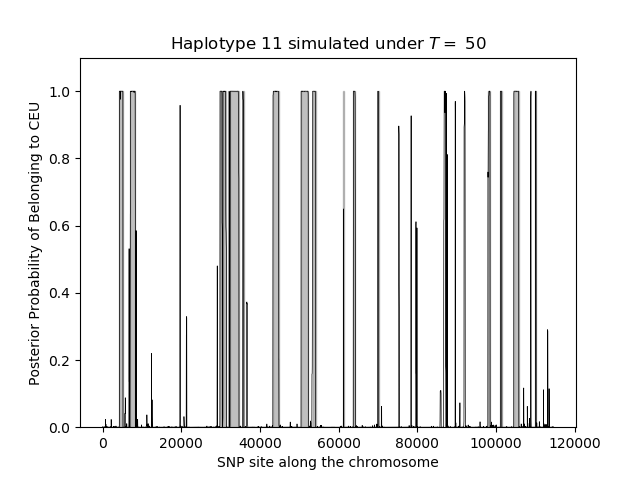 Haplotype 11 simulated under T = 50
Posterior Probability of Belonging to CEU
1.0
0.8
0.6
0.4
0.2
0.0
0 20000 40000 60000 80000 100000 120000
SNP site along the chromosome